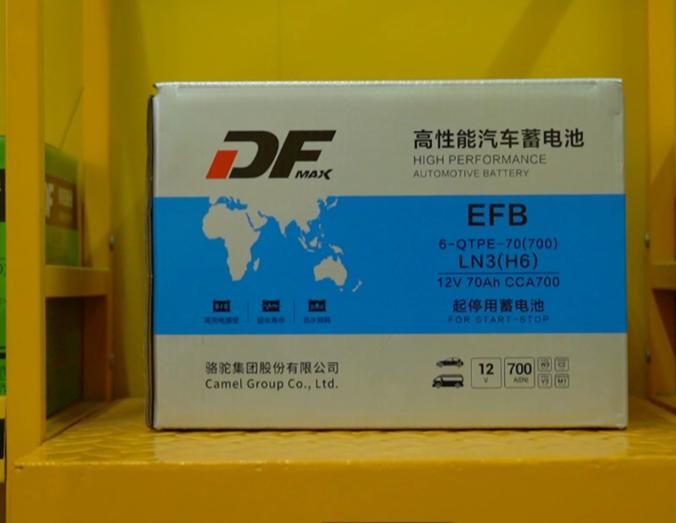 DF MAX
高性能汽车蓄电池
HIGH PERFORMANCE
AUTOMOTIVE BATTERY
EFB
6-QTPE-70(700)
LN3(H6)
12V 70Ah CCA700
起停用蓄电池
FOR START-STOP
骆驼集团股份有限公司
Camel Group Co., Ltd.
12
V
700
A(EN)